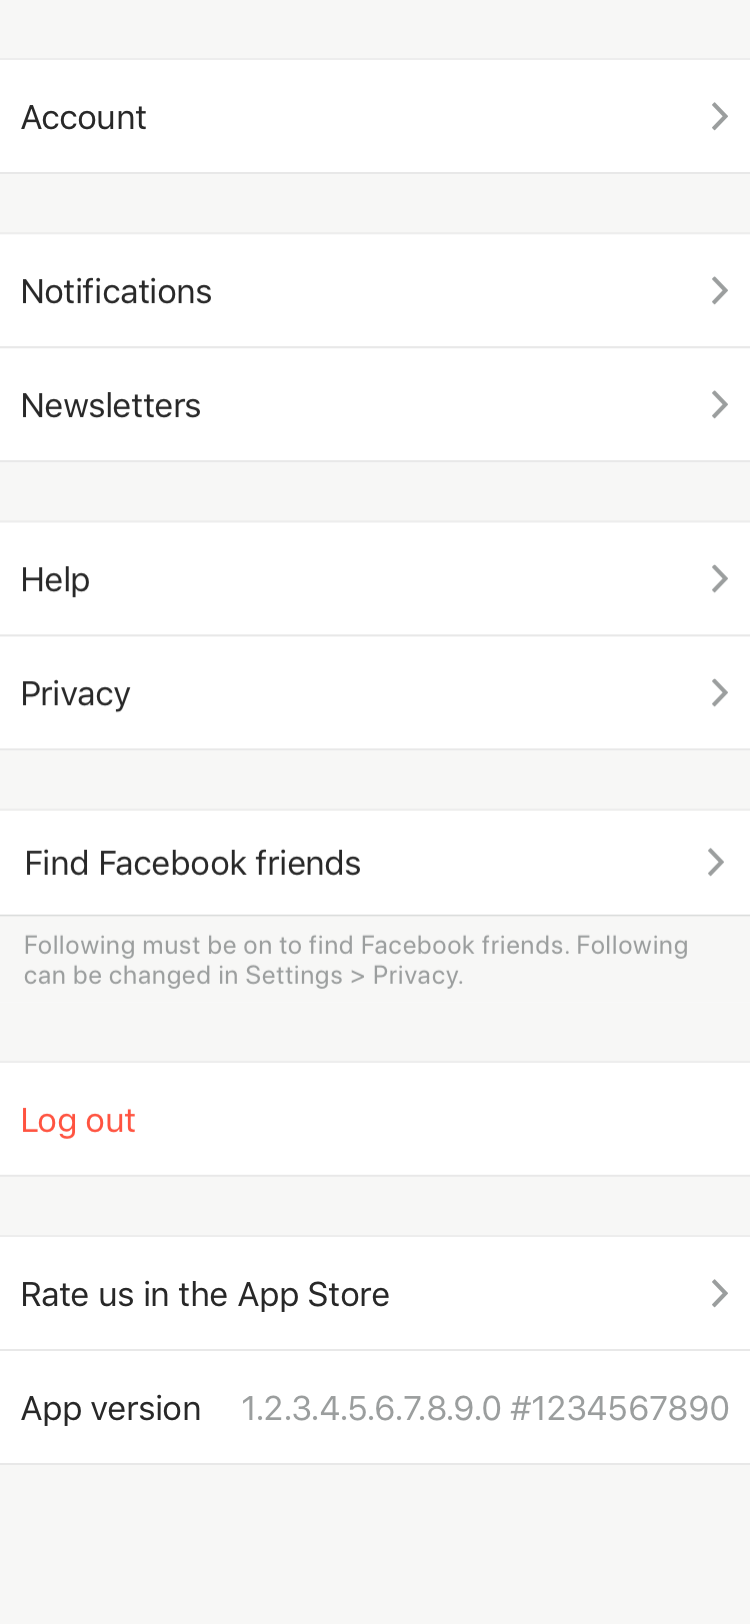 Account
Notifications
Newsletters
Help
Privacy
Find Facebook friends
Following must be on to find Facebook friends. Following
can be changed in Settings > Privacy.
Log out
Rate us in the App Store
App version 1.2.3.4.5.6.7.8.9.0 #1234567890